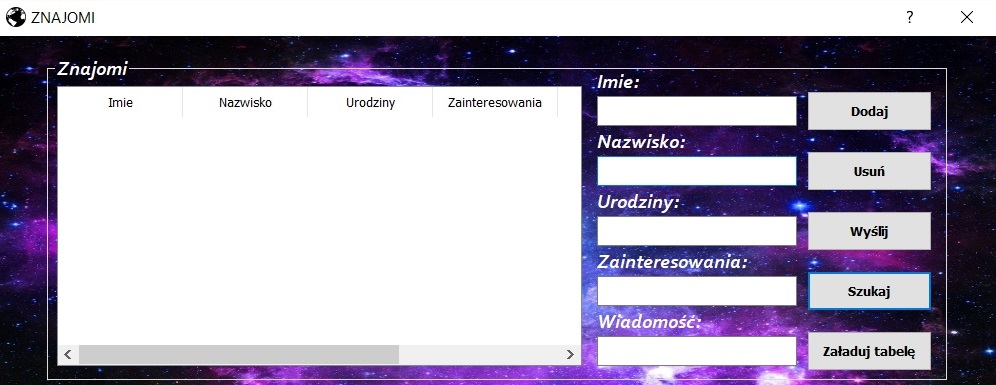 ZNAJOMI
Znajomi
Imie Nazwisko Urodziny Zainteresowania
Imie:
Dodaj
Nazwisko:
Usuń
Urodziny:
Wyślij
Zainteresowania:
Szukaj
Wiadomość:
Załaduj tabelę